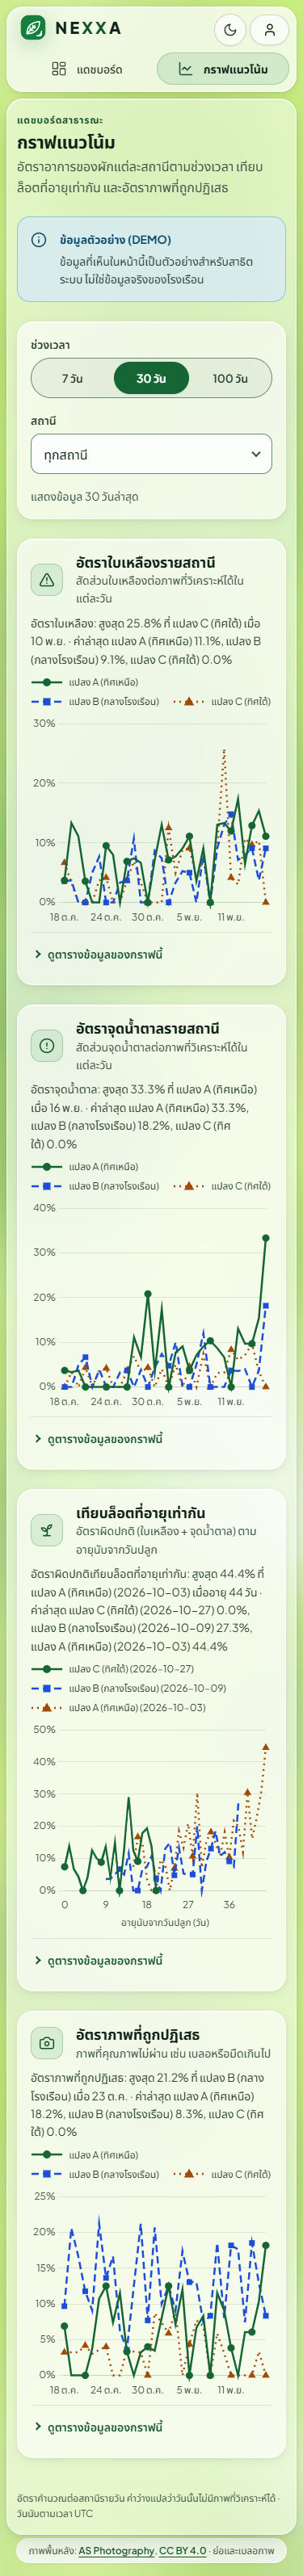 NEXXA
แดชบอร์ด
กราฟแนวโน้ม
แดชบอร์ดสาธารณะ
กราฟแนวโน้ม
อัตราอาการของผักแต่ละสถานีตามช่วงเวลา เทียบ
ล็อตที่อายุเท่ากัน และอัตราภาพที่ถูกปฏิเสธ
ข้อมูลตัวอย่าง (DEMO)
ข้อมูลที่เห็นในหน้านี้เป็นตัวอย่างสำหรับสาธิต
ระบบ ไม่ใช่ข้อมูลจริงของโรงเรือน
ช่วงเวลา
7 วัน 30 วัน 100 วัน
สถานี
ทุกสถานี
แสดงข้อมูล 30 วันล่าสุด
อัตราใบเหลืองรายสถานี
สัดส่วนใบเหลืองต่อภาพที่วิเคราะห์ได้ใน
แต่ละวัน
อัตราใบเหลือง: สูงสุด 25.8% ที่ แปลง C (ทิศใต้) เมื่อ
10 พ.ย. · ค่าล่าสุด แปลง A (ทิศเหนือ) 11.1%, แปลง B
(กลางโรงเรือน) 9.1%, แปลง C (ทิศใต้) 0.0%
แปลง A (ทิศเหนือ)
แปลง B (กลางโรงเรือน) แปลง C (ทิศใต้)
30%
20%
10%
0%
18 ต.ค. 24 ต.ค. 30 ต.ค. 5 พ.ย. 11 พ.ย.
ดูตารางข้อมูลของกราฟนี้
อัตราจุดน้ำตาลรายสถานี
สัดส่วนจุดน้ำตาลต่อภาพที่วิเคราะห์ได้ใน
แต่ละวัน
อัตราจุดน้ำตาล: สูงสุด 33.3% ที่ แปลง A (ทิศเหนือ)
เมื่อ 16 พ.ย. · ค่าล่าสุด แปลง A (ทิศเหนือ) 33.3%,
แปลง B (กลางโรงเรือน) 18.2%, แปลง C (ทิศ
ใต้) 0.0%
แปลง A (ทิศเหนือ)
แปลง B (กลางโรงเรือน) แปลง C (ทิศใต้)
40%
30%
20%
10%
0%
18 ต.ค. 24 ต.ค. 30 ต.ค. 5 พ.ย. 11 พ.ย.
ดูตารางข้อมูลของกราฟนี้
เทียบล็อตที่อายุเท่ากัน
อัตราผิดปกติ (ใบเหลือง + จุดน้ำตาล) ตาม
อายุนับจากวันปลูก
อัตราผิดปกติเทียบล็อตที่อายุเท่ากัน: สูงสุด 44.4% ที่
แปลง A (ทิศเหนือ) (2026-10-03) เมื่ออายุ 44 วัน ·
ค่าล่าสุด แปลง C (ทิศใต้) (2026-10-27) 0.0%,
แปลง B (กลางโรงเรือน) (2026-10-09) 27.3%,
แปลง A (ทิศเหนือ) (2026-10-03) 44.4%
แปลง C (ทิศใต้) (2026-10-27)
แปลง B (กลางโรงเรือน) (2026-10-09)
แปลง A (ทิศเหนือ) (2026-10-03)
50%
40%
30%
20%
10%
0%
0 9 18 27 36
อายุนับจากวันปลูก (วัน)
ดูตารางข้อมูลของกราฟนี้
อัตราภาพที่ถูกปฏิเสธ
ภาพที่คุณภาพไม่ผ่าน เช่น เบลอหรือมืดเกินไป
อัตราภาพที่ถูกปฏิเสธ: สูงสุด 21.2% ที่ แปลง B (กลาง
โรงเรือน) เมื่อ 23 ต.ค. · ค่าล่าสุด แปลง A (ทิศเหนือ)
18.2%, แปลง B (กลางโรงเรือน) 8.3%, แปลง C (ทิศ
ใต้) 0.0%
แปลง A (ทิศเหนือ)
แปลง B (กลางโรงเรือน) แปลง C (ทิศใต้)
25%
20%
15%
10%
5%
0%
18 ต.ค. 24 ต.ค. 30 ต.ค. 5 พ.ย. 11 พ.ย.
ดูตารางข้อมูลของกราฟนี้
อัตราคำนวณต่อสถานีรายวัน ค่าว่างแปลว่าวันนั้นไม่มีภาพที่วิเคราะห์ได้ ·
วันนับตามเวลา UTC
ภาพพื้นหลัง: AS Photography, CC BY 4.0 · ย่อและเบลอภาพ